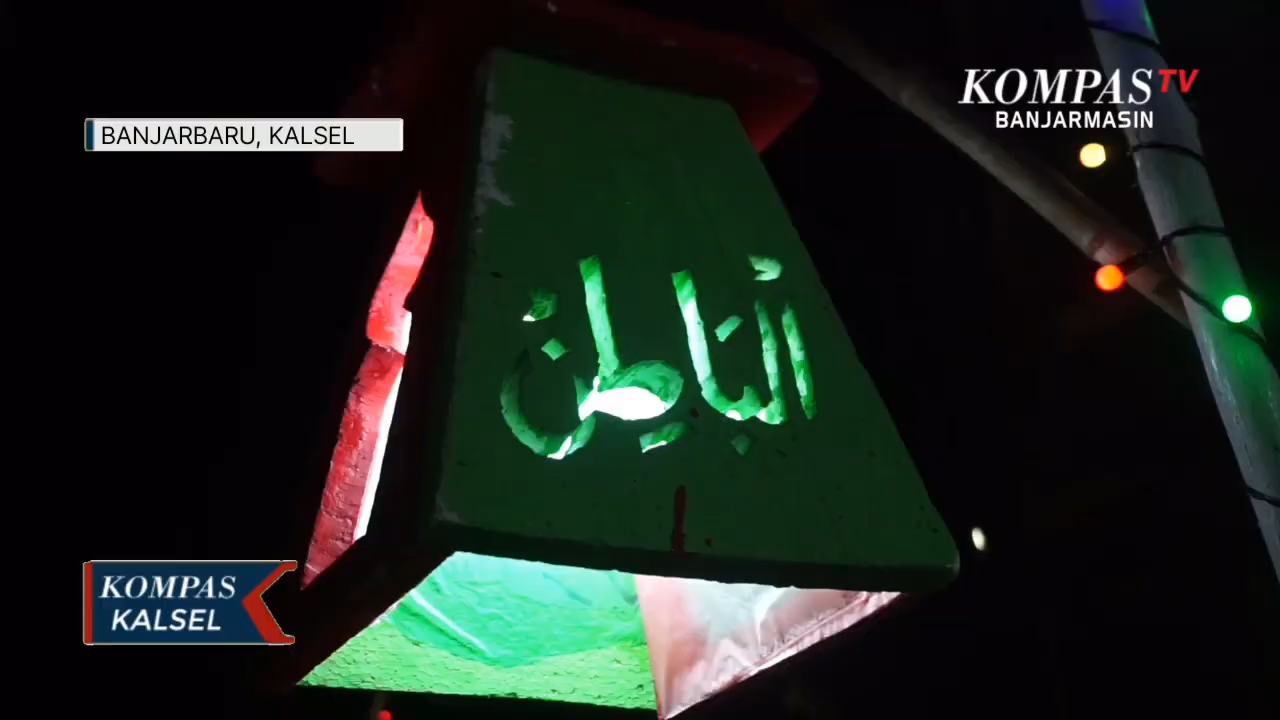 KOMPAS TV
BANJARMASIN
BANJARBARU, KALSEL
الباطن
KOMPAS
KALSEL